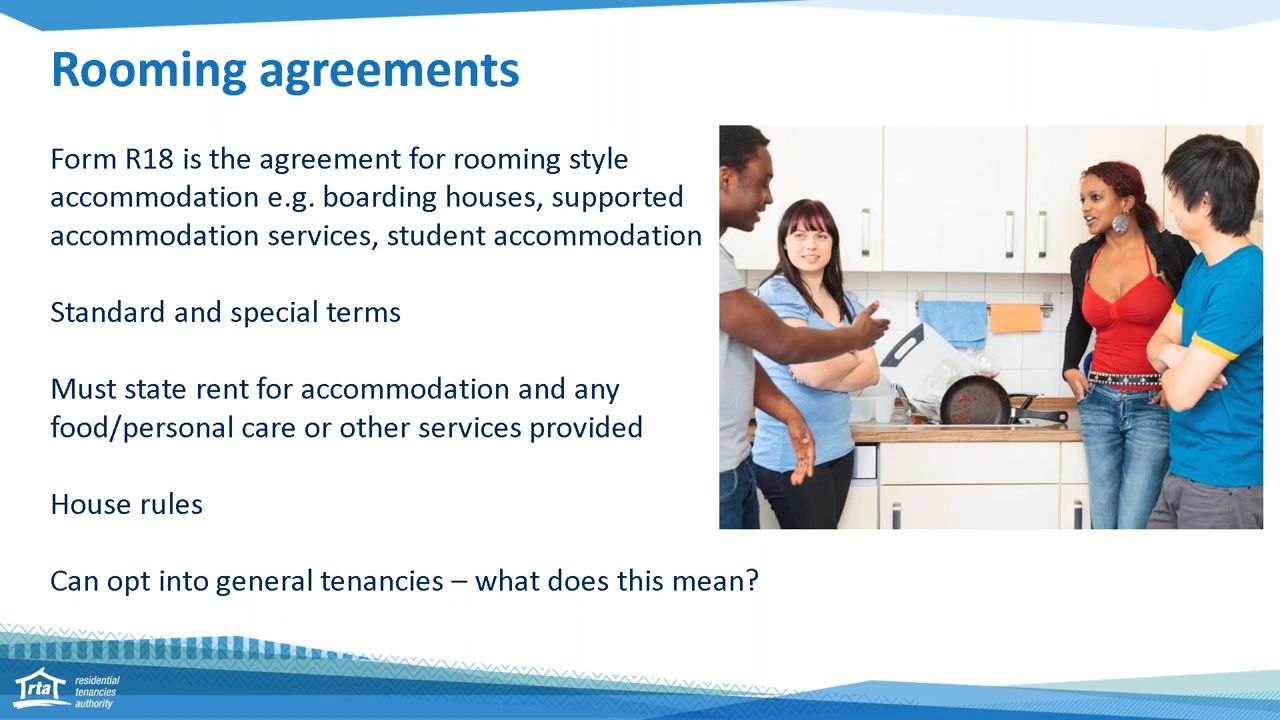 Rooming agreements
Form R18 is the agreement for rooming style
accommodation e.g. boarding houses, supported
accommodation services, student accommodation
Standard and special terms
Must state rent for accommodation and any
food/personal care or other services provided
House rules
Can opt into general tenancies – what does this mean?
rta
residential
tenancies
authority